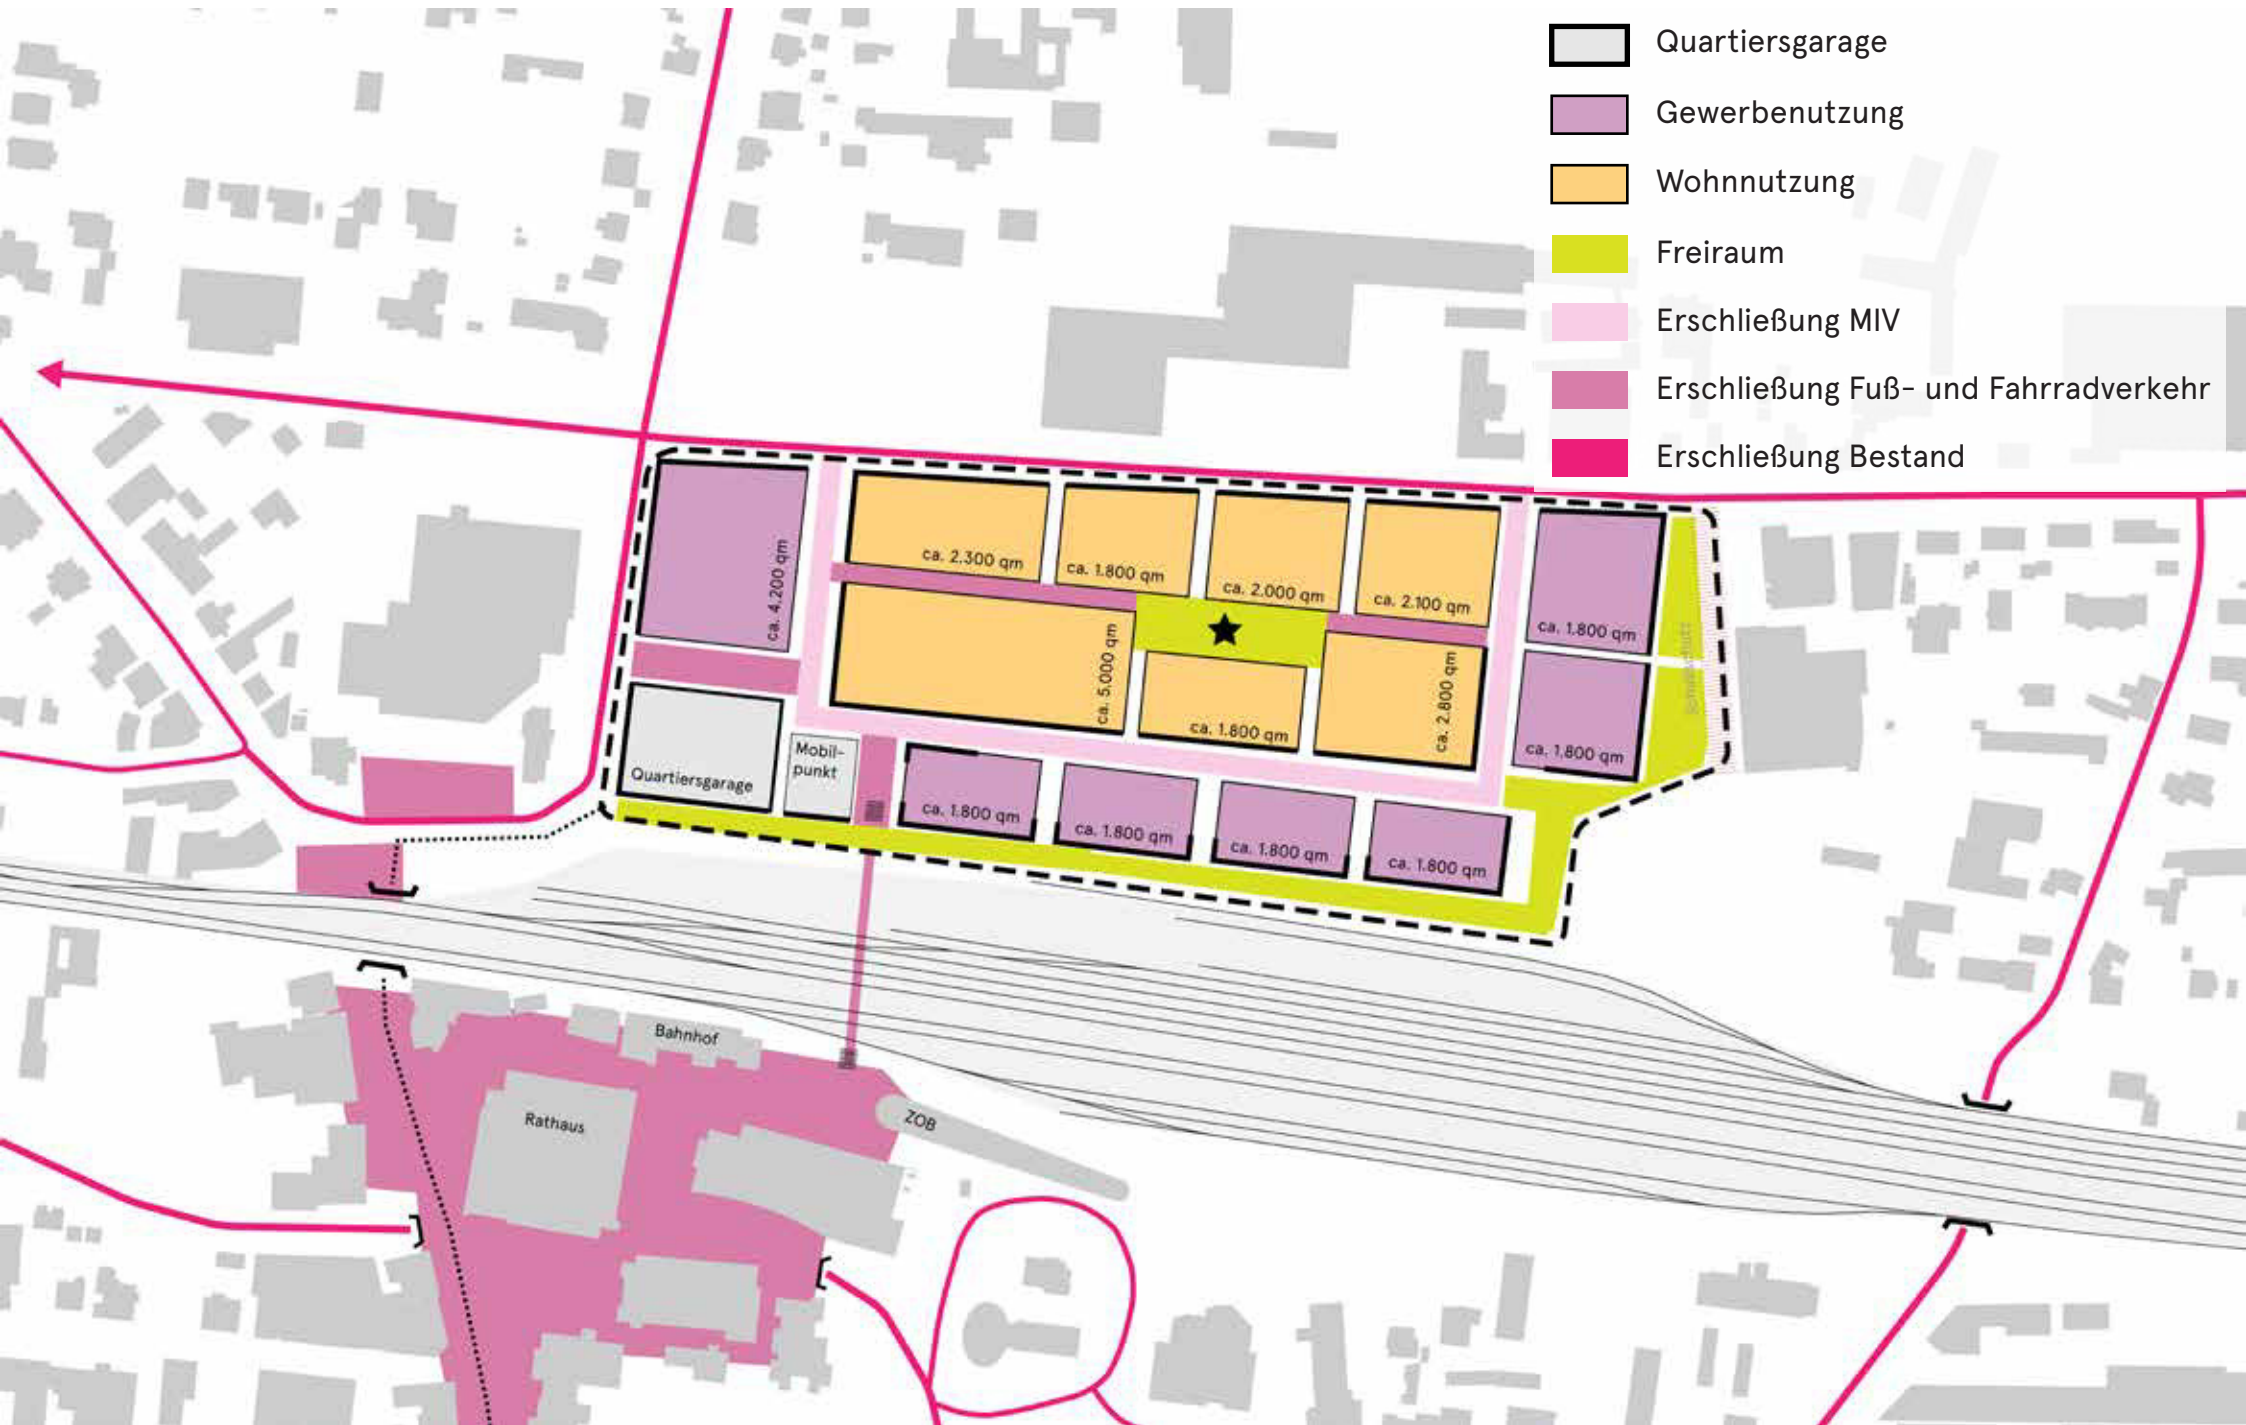 Quartiersgarage
Gewerbenutzung
Wohnnutzung
Freiraum
Erschließung MIV
Erschließung Fuß- und Fahrradverkehr
Erschließung Bestand
ca. 4.200 qm
ca. 2.300 qm
ca. 1.800 qm
ca. 2.000 qm
ca. 2.100 qm
ca. 1.800 qm
ca. 5.000 qm
ca. 1.800 qm
ca. 2.800 qm
ca. 1.800 qm
Schallschutz
Quartiersgarage
Mobil-
punkt
ca. 1.800 qm
ca. 1.800 qm
ca. 1.800 qm
ca. 1.800 qm
Bahnhof
Rathaus
ZOB